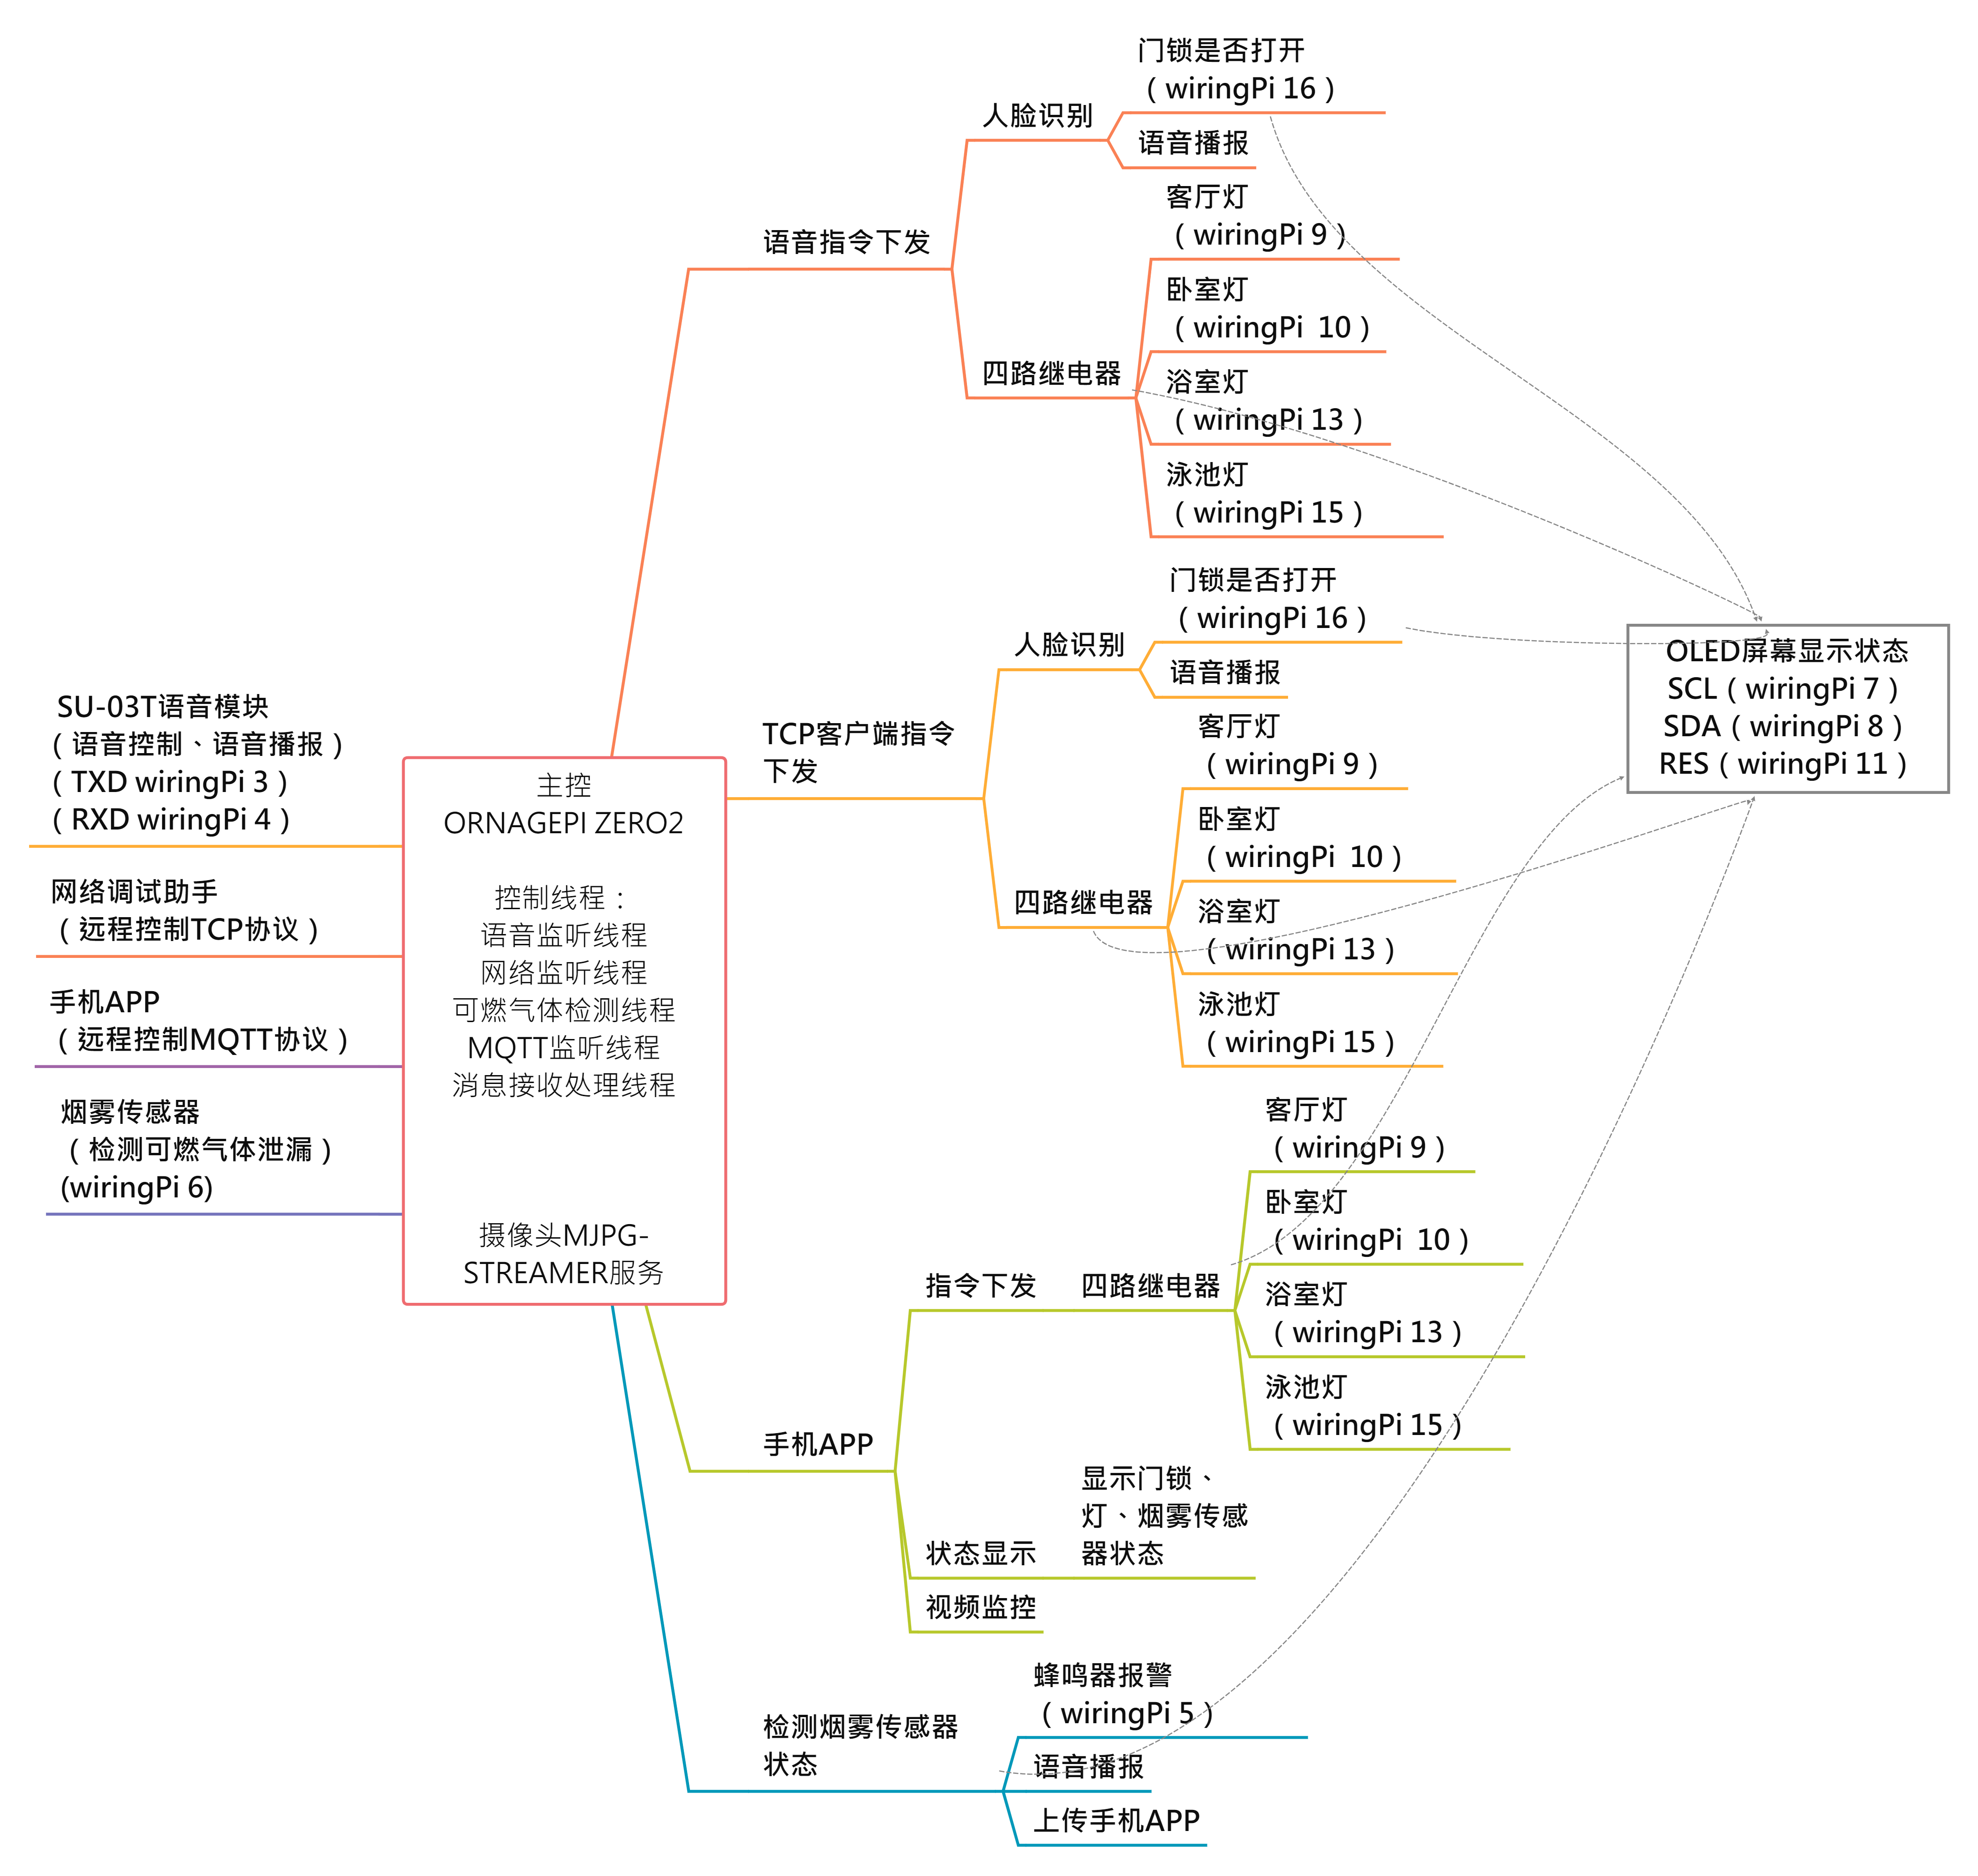 SU-03T语音模块
（语音控制、语音播报）
（TXD wiringPi 3）
（RXD wiringPi 4）
网络调试助手
（远程控制TCP协议）
手机APP
（远程控制MQTT协议）
烟雾传感器
（检测可燃气体泄漏）
(wiringPi 6)
主控
ORNAGEPI ZERO2
控制线程：
语音监听线程
网络监听线程
可燃气体检测线程
MQTT监听线程
消息接收处理线程
摄像头MJPG-
STREAMER服务
语音指令下发
人脸识别
门锁是否打开
（wiringPi 16）
语音播报
四路继电器
客厅灯
（wiringPi 9）
卧室灯
（wiringPi  10）
浴室灯
（wiringPi 13）
泳池灯
（wiringPi 15）
TCP客户端指令
下发
人脸识别
门锁是否打开
（wiringPi 16）
语音播报
四路继电器
客厅灯
（wiringPi 9）
卧室灯
（wiringPi  10）
浴室灯
（wiringPi 13）
泳池灯
（wiringPi 15）
手机APP
指令下发
四路继电器
客厅灯
（wiringPi 9）
卧室灯
（wiringPi  10）
浴室灯
（wiringPi 13）
泳池灯
（wiringPi 15）
状态显示
显示门锁、
灯、烟雾传感
器状态
视频监控
检测烟雾传感器
状态
蜂鸣器报警
（wiringPi 5）
语音播报
上传手机APP
OLED屏幕显示状态
SCL（wiringPi 7）
SDA（wiringPi 8）
RES（wiringPi 11）